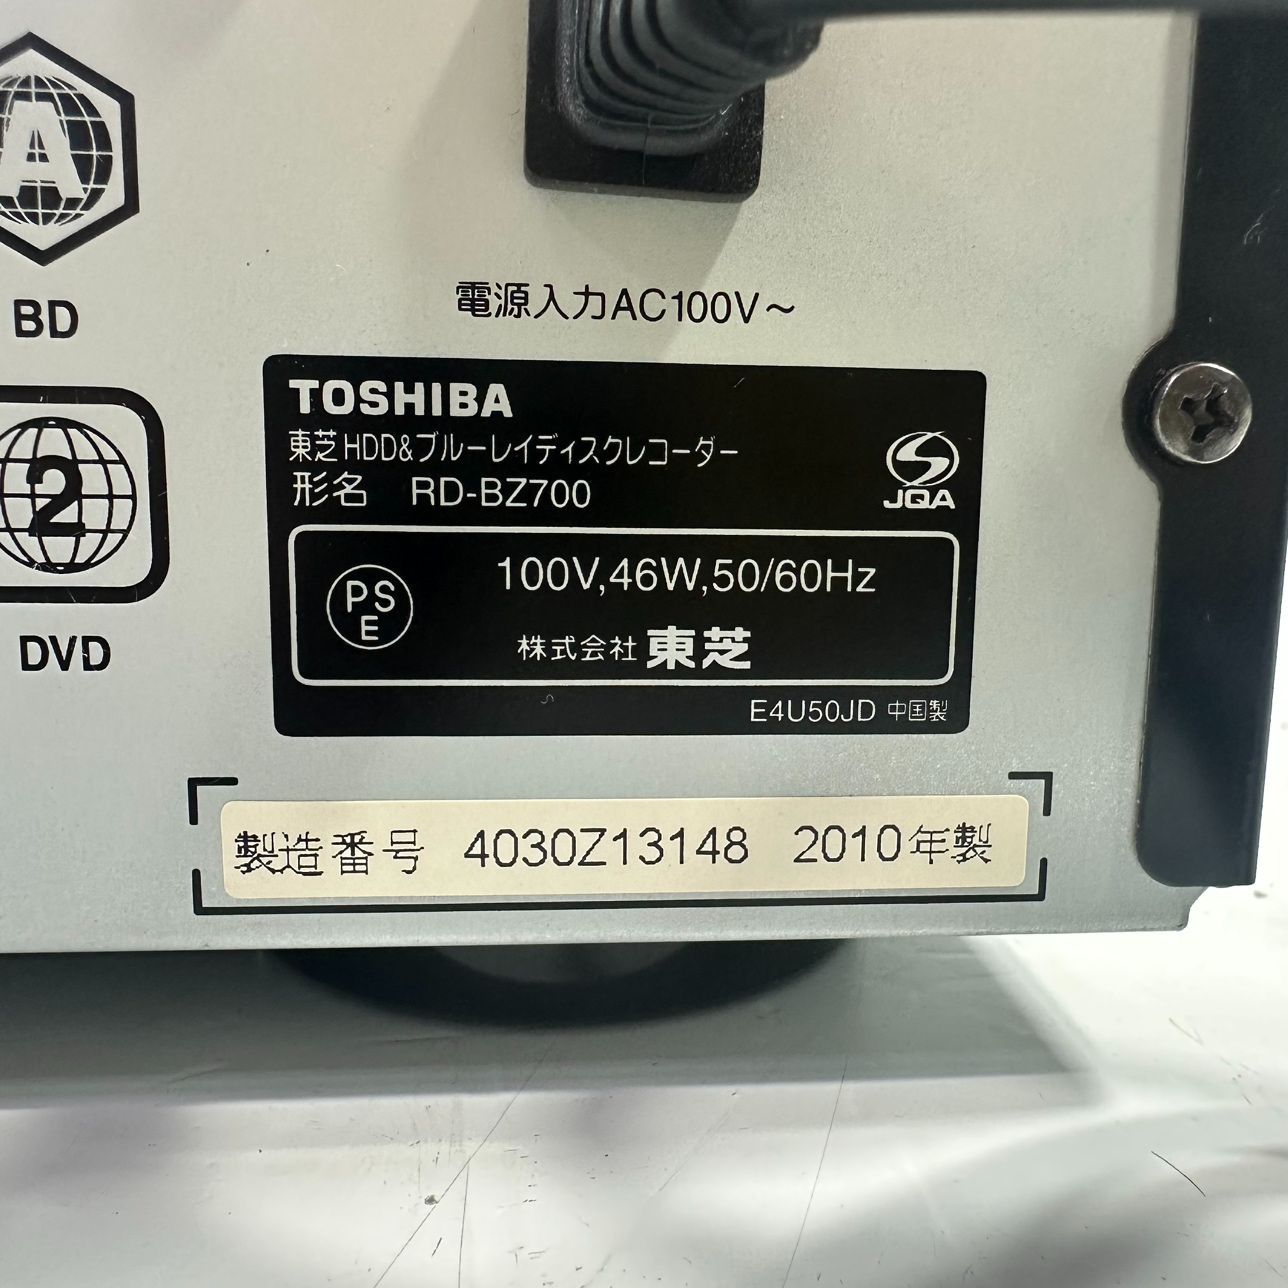 A
BD
2
DVD
電源入力AC100V～
TOSHIBA
東芝HDD&ブルーレイディスクレコーダー
形名 RD-BZ700
JQA
PS
E
100V,46W,50/60Hz
株式会社 東芝
E4U50JD 中国製
製造番号 4030Z13148 2010年製